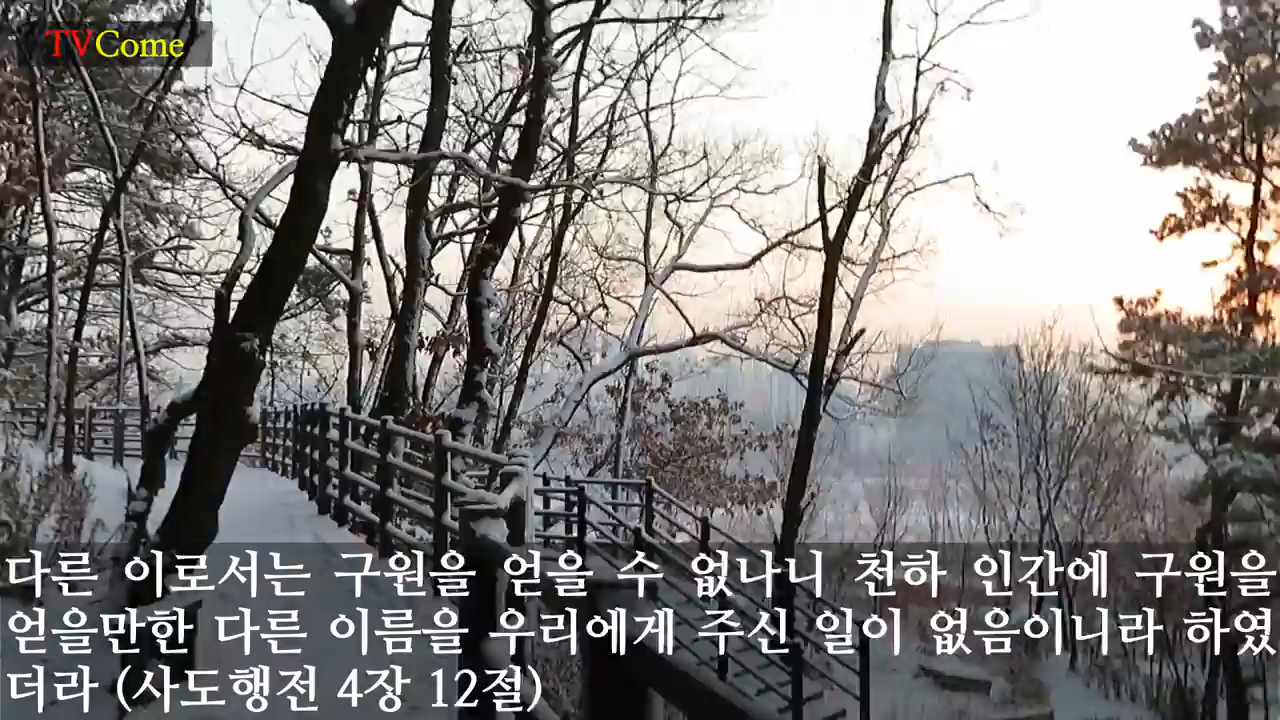 TVCome
다른 이로서는 구원을 얻을 수 없나니 천하 인간에 구원을
얻을만한 다른 이름을 우리에게 주신 일이 없음이니라 하였
더라 (사도행전 4장 12절)